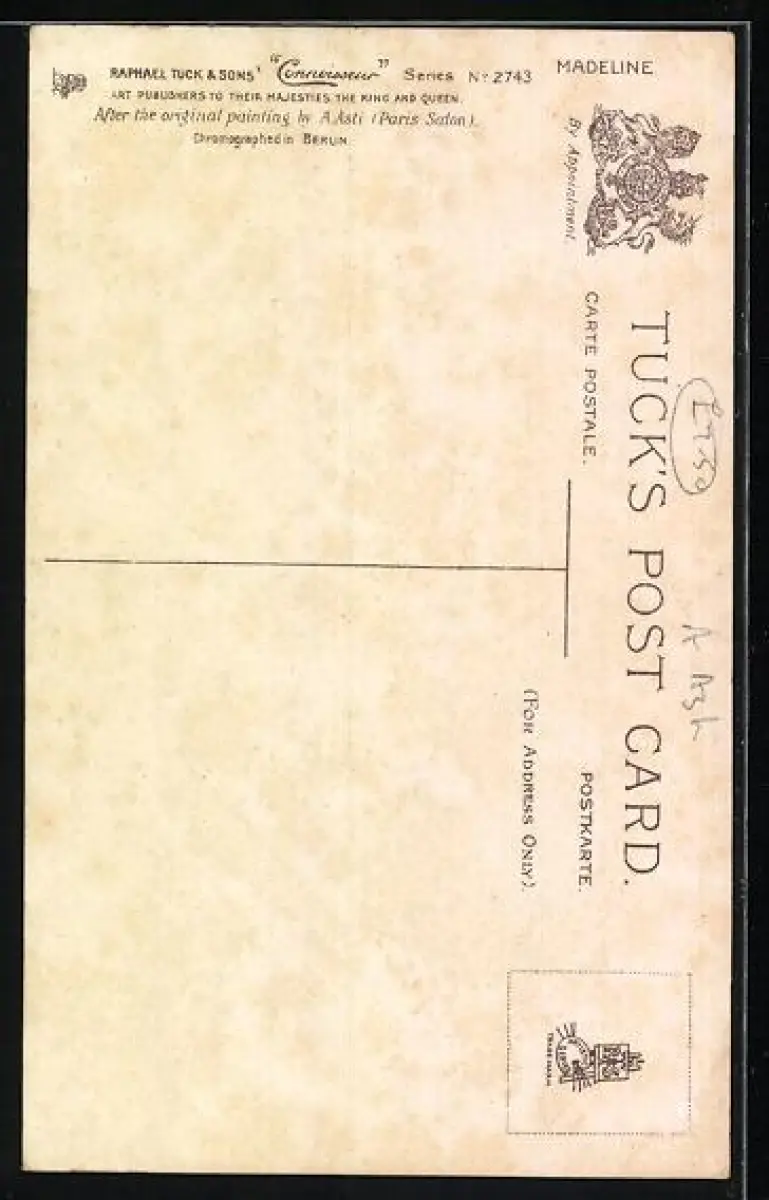 RAPHAEL TUCK & SONS' "Connoisseur" Series No 2743
ART PUBLISHERS TO THEIR MAJESTIES THE KING AND QUEEN.
After the original painting by A. Asti (Paris Salon).
Chromographed in BERLIN
MADELINE
By Appointment.
TUCK'S POST CARD.
CARTE POSTALE.
POSTKARTE.
(FOR ADDRESS ONLY).
TRADE MARK